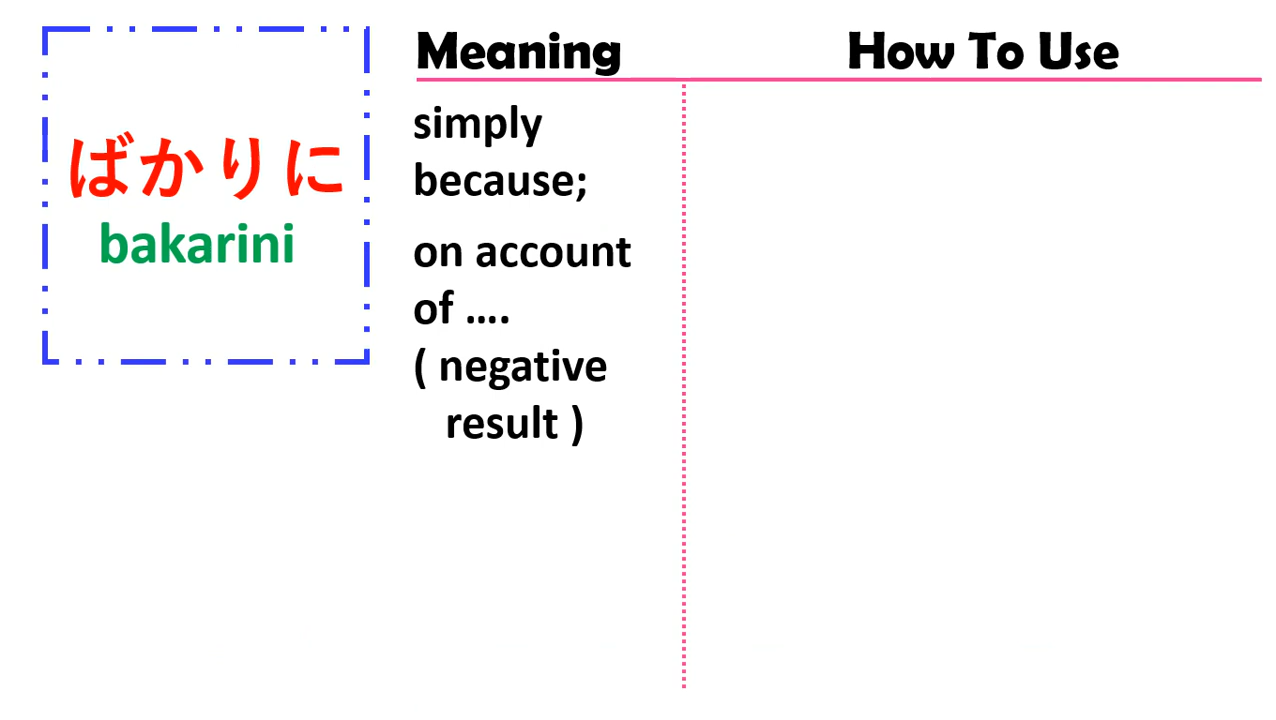 ばかりに
bakarini
Meaning
simply
because;
on account
of ....
( negative
result )
How To Use